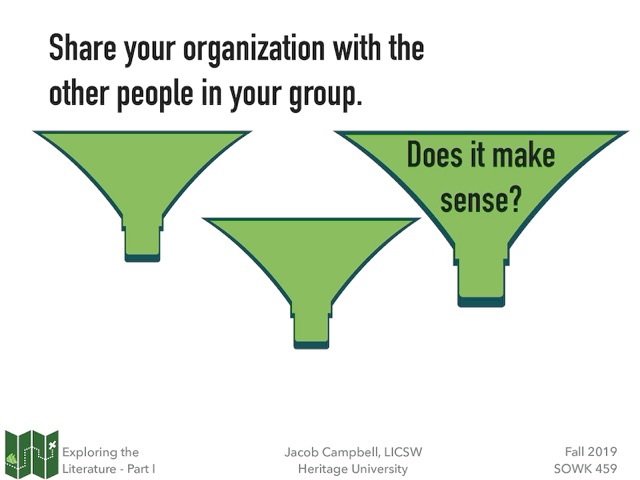 Share your organization with the
other people in your group.
Does it make
sense?
Exploring the
Literature - Part I
Jacob Campbell, LICSW
Heritage University
Fall 2019
SOWK 459